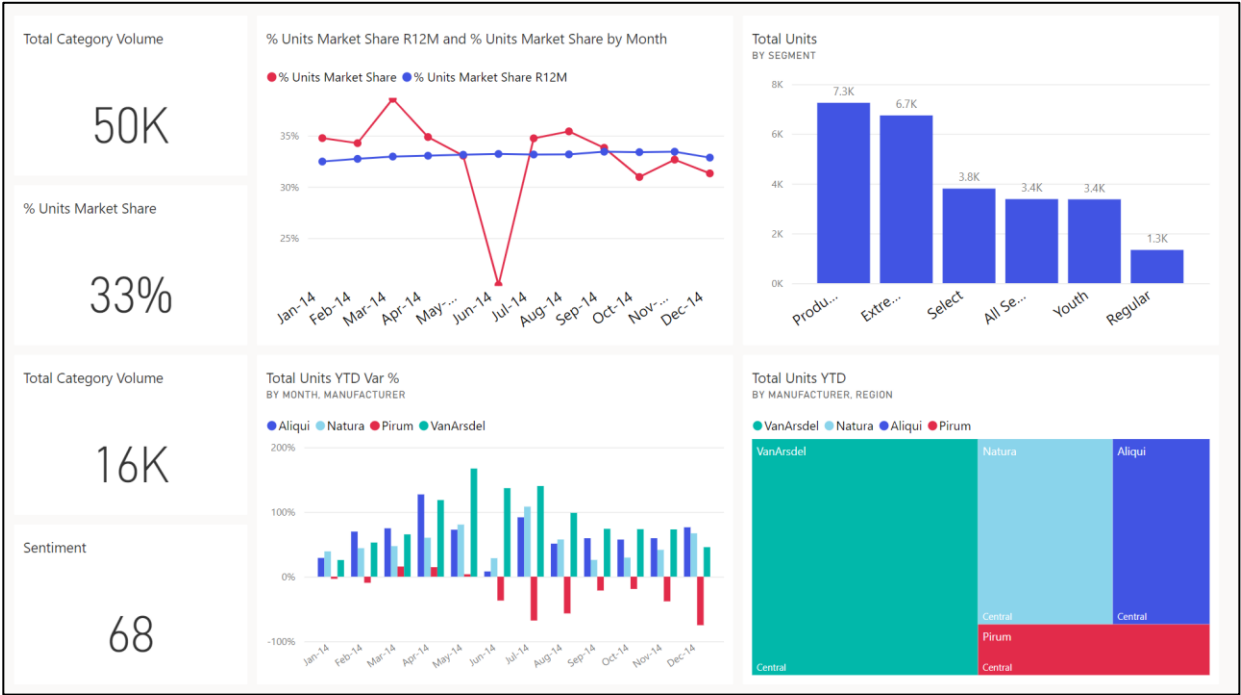 Total Category Volume
50K
% Units Market Share
33%
Total Category Volume
16K
Sentiment
68
% Units Market Share R12M and % Units Market Share by Month
% Units Market Share % Units Market Share R12M
35%
30%
25%
Jan-14 Feb-14 Mar-14 Apr-14 May-... Jun-14 Jul-14 Aug-14 Sep-14 Oct-14 Nov-... Dec-14
Total Units
BY SEGMENT
8K
6K
4K
2K
0K
7.3K 6.7K 3.8K 3.4K 3.4K 1.3K
Produ... Extre... Select All Se... Youth Regular
Total Units YTD Var %
BY MONTH, MANUFACTURER
Aliqui Natura Pirum VanArsdel
200%
100%
0%
-100%
Jan-14 Feb-14 Mar-14 Apr-14 May-14 Jun-14 Jul-14 Aug-14 Sep-14 Oct-14 Nov-14 Dec-14
Total Units YTD
BY MANUFACTURER, REGION
VanArsdel Natura Aliqui Pirum
VanArsdel
Central
Natura
Central
Aliqui
Central
Pirum
Central